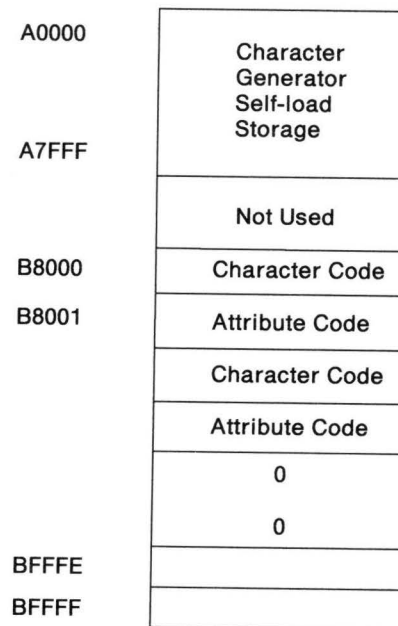 A0000
Character
Generator
Self-load
Storage
A7FFF
Not Used
B8000 Character Code
B8001 Attribute Code
Character Code
Attribute Code
0
0
BFFFE
BFFFF